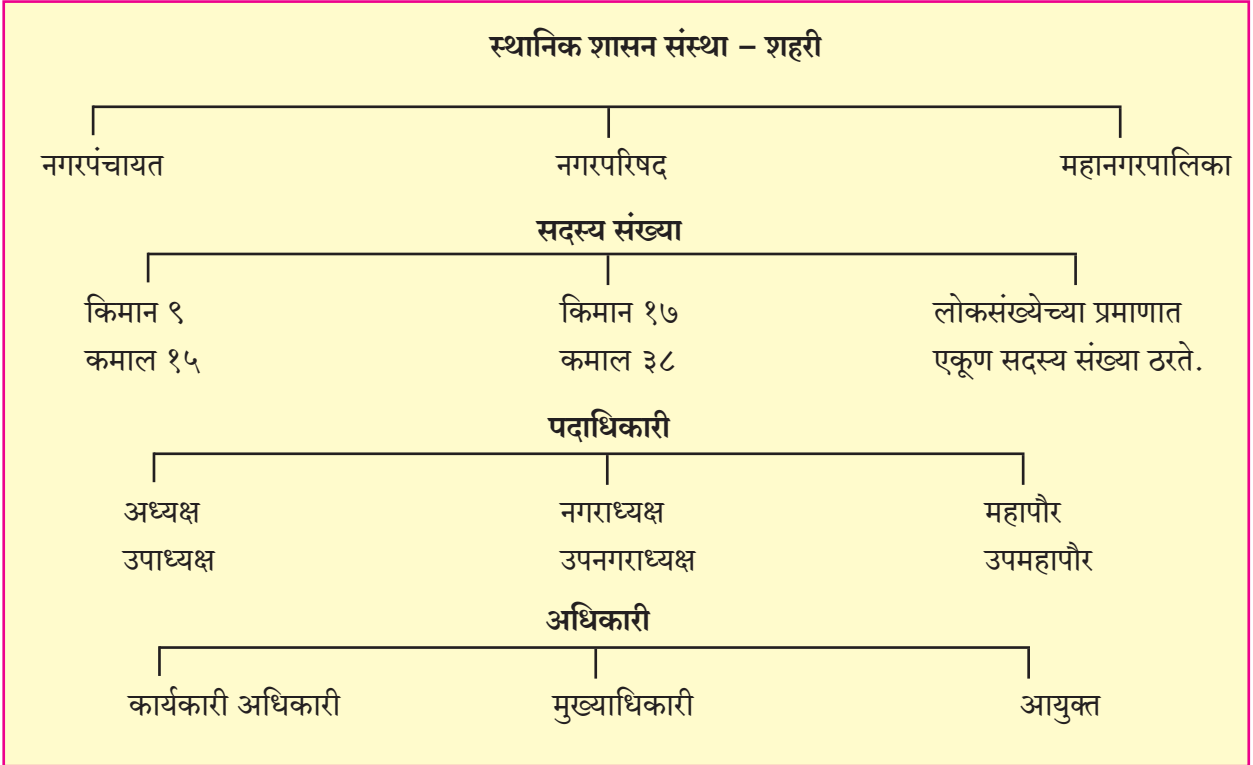 स्थानिक शासन संस्था – शहरी
नगरपंचायत नगरपरिषद महानगरपालिका
सदस्य संख्या
किमान ९ किमान १७ लोकसंख्येच्या प्रमाणात
कमाल १५ कमाल ३८ एकूण सदस्य संख्या ठरते.
पदाधिकारी
अध्यक्ष नगराध्यक्ष महापौर
उपाध्यक्ष उपनगराध्यक्ष उपमहापौर
अधिकारी
कार्यकारी अधिकारी मुख्याधिकारी आयुक्त